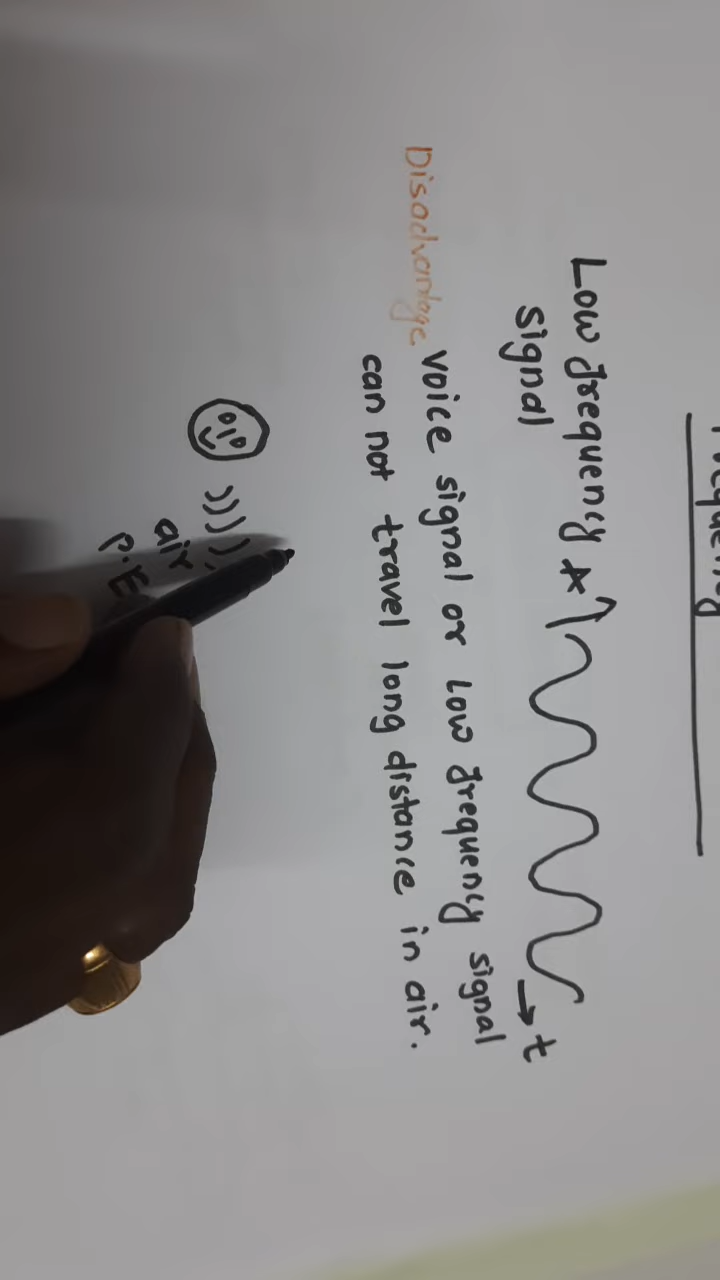 Low frequency
signal
A
→ t
Disadvantage
voice signal or Low frequency signal
can not travel long distance in air.
air
P.E